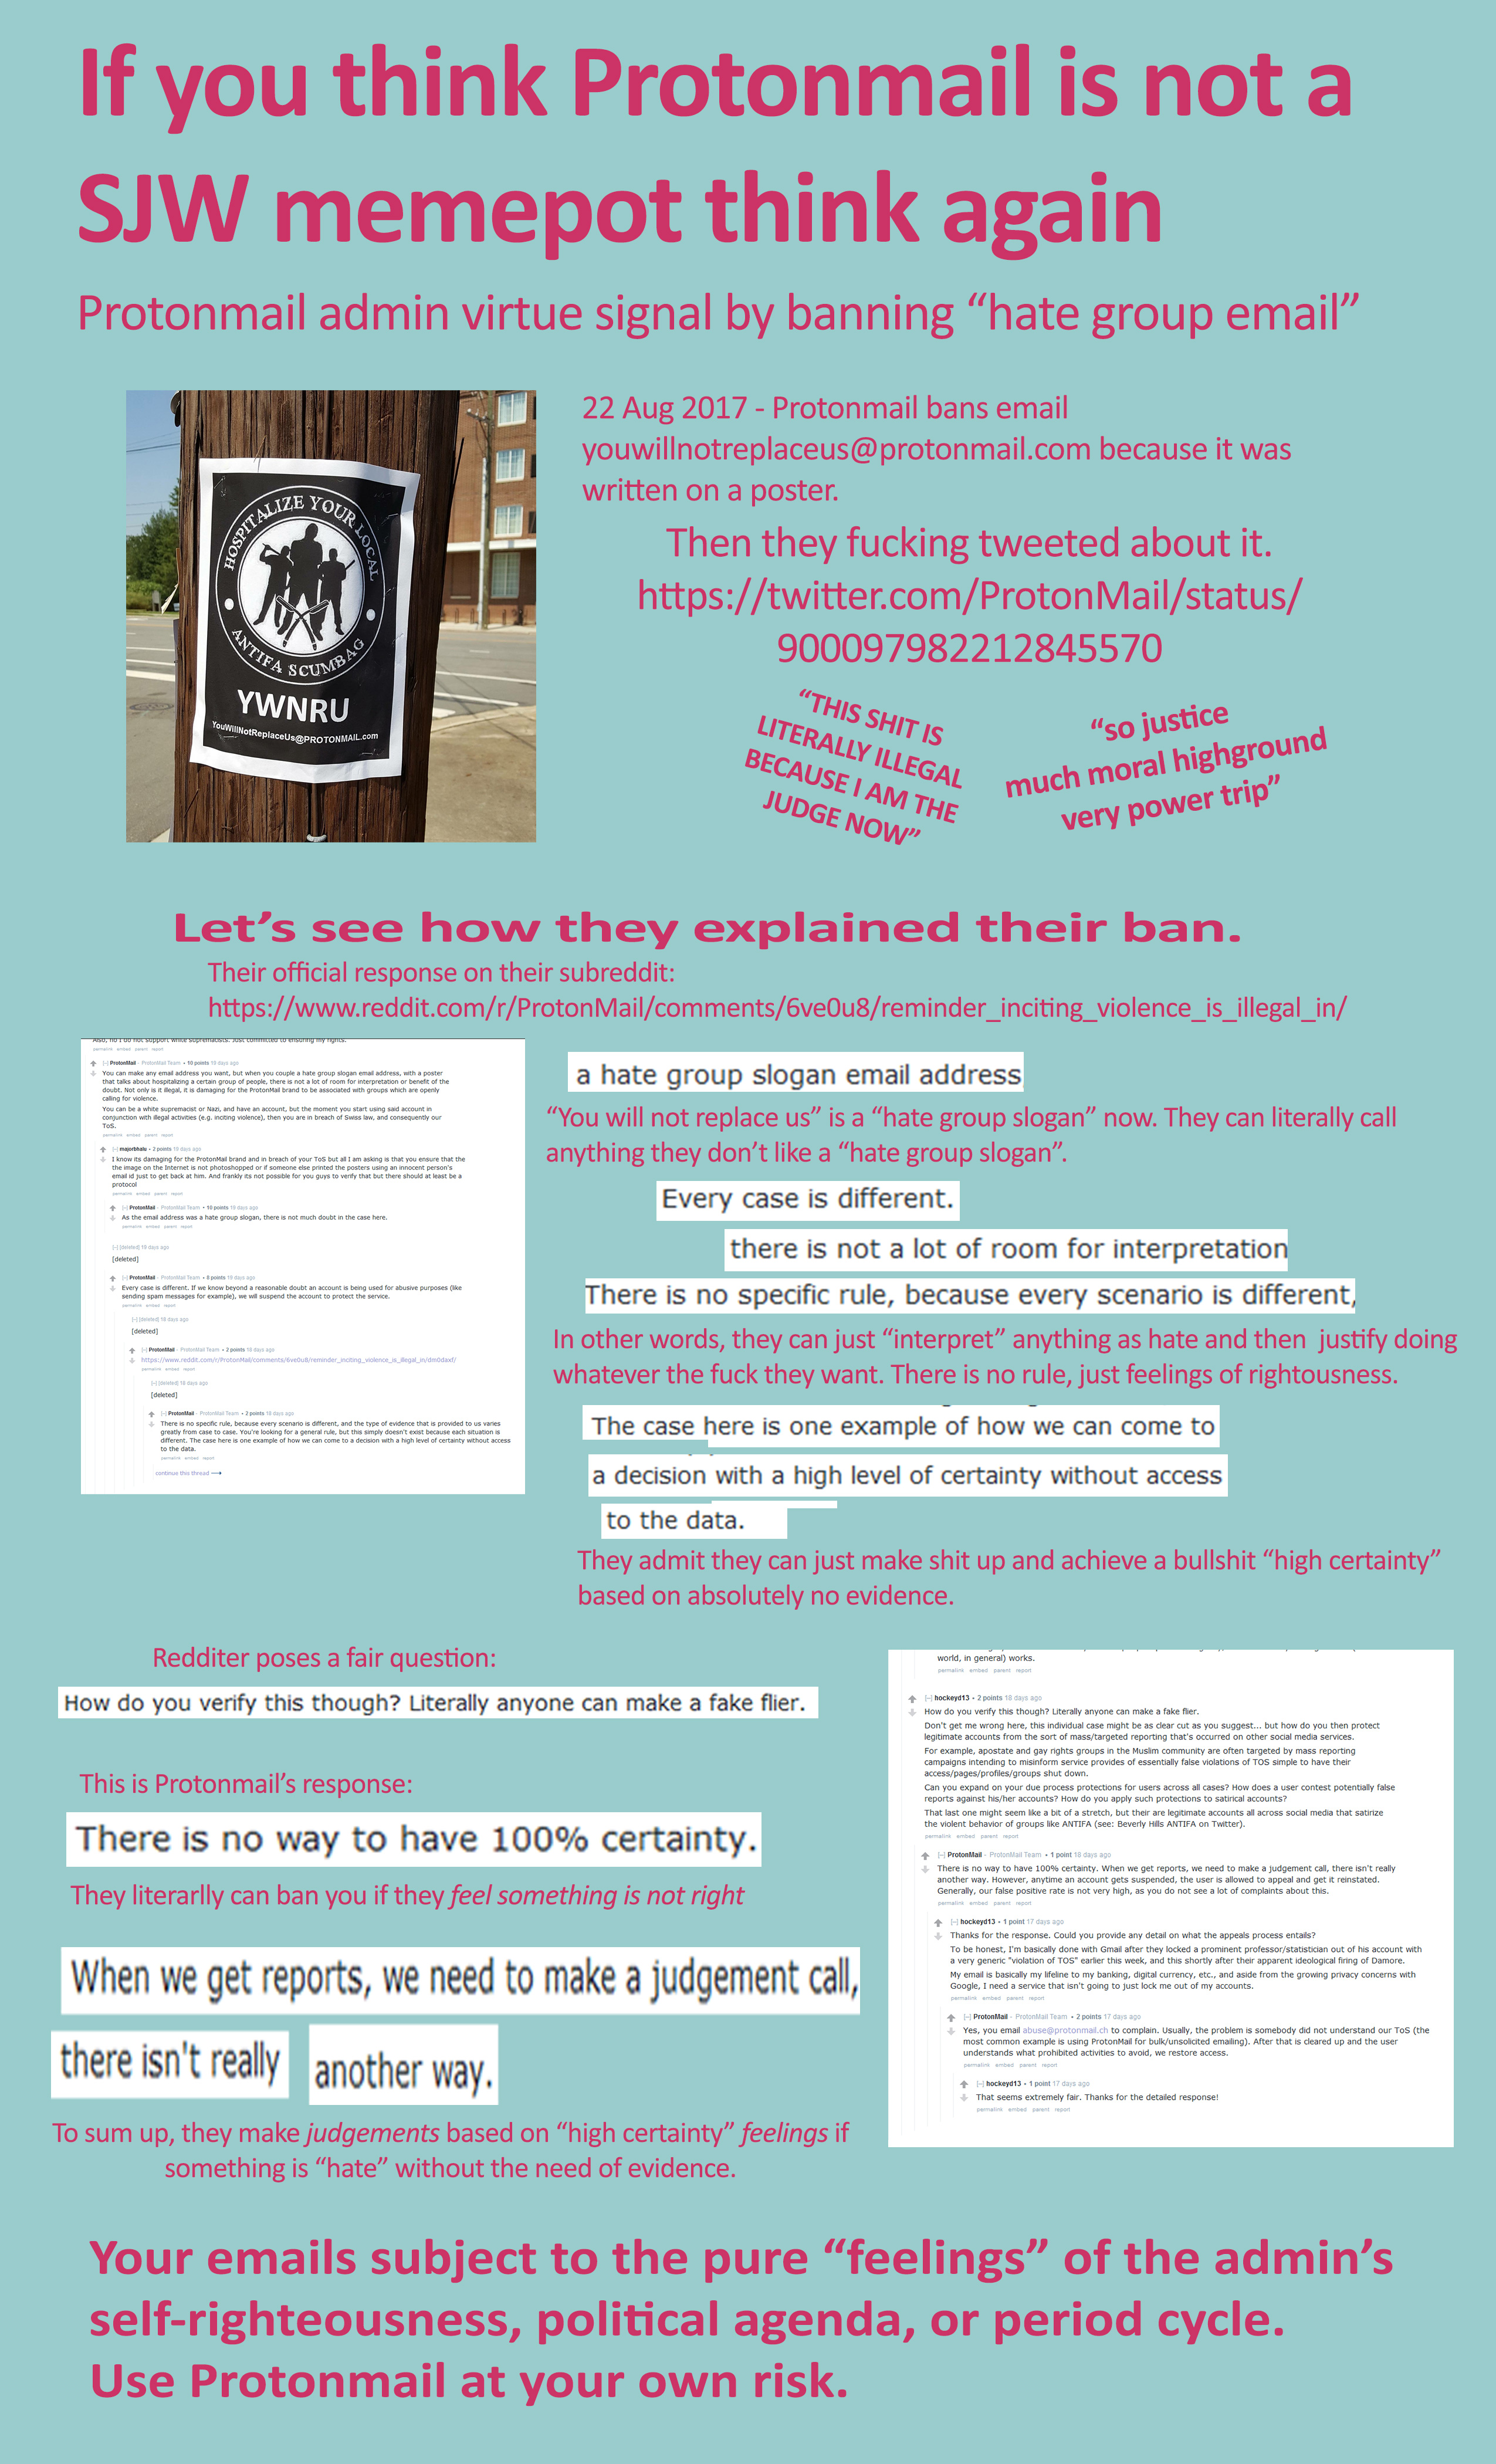 If you think Protonmail is not a
SJW memepot think again
Protonmail admin virtue signal by banning “hate group email”
HOSPITALIZE YOUR LOCAL
ANTIFA SCUMBAG
YWNRU
YouWillNotReplaceUs@PROTONMAIL.com
22 Aug 2017 - Protonmail bans email
youwillnotreplaceus@protonmail.com because it was
written on a poster.
Then they fucking tweeted about it.
https://twitter.com/ProtonMail/status/
900097982212845570
“THIS SHIT IS
LITERALLY ILLEGAL
BECAUSE I AM THE
JUDGE NOW”
“so justice
much moral highground
very power trip”
Let’s see how they explained their ban.
Their official response on their subreddit:
https://www.reddit.com/r/ProtonMail/comments/6ve0u8/reminder_inciting_violence_is_illegal_in/
Also, no I do not support white supremacists. Just committed to ensuring my rights.
permalink embed parent report
[–] ProtonMail - ProtonMail Team • 10 points 19 days ago
You can make any email address you want, but when you couple a hate group slogan email address, with a poster
that talks about hospitalizing a certain group of people, there is not a lot of room for interpretation or benefit of the
doubt. Not only is it illegal, it is damaging for the ProtonMail brand to be associated with groups which are openly
calling for violence.
You can be a white supremacist or Nazi, and have an account, but the moment you start using said account in
conjunction with illegal activities (e.g. inciting violence), then you are in breach of Swiss law, and consequently our
ToS.
permalink embed parent report
[–] majorbhalu • 2 points 19 days ago
I know its damaging for the ProtonMail brand and in breach of your ToS but all I am asking is that you ensure that the
the image on the Internet is not photoshopped or if someone else printed the posters using an innocent person's
email id just to get back at him. And frankly its not possible for you guys to verify that but there should at least be a
protocol
permalink embed parent report
[–] ProtonMail - ProtonMail Team • 10 points 19 days ago
As the email address was a hate group slogan, there is not much doubt in the case here.
permalink embed parent report
[–] [deleted] 19 days ago
[deleted]
[–] ProtonMail - ProtonMail Team • 8 points 19 days ago
Every case is different. If we know beyond a reasonable doubt an account is being used for abusive purposes (like
sending spam messages for example), we will suspend the account to protect the service.
permalink embed parent report
[–] [deleted] 18 days ago
[deleted]
[–] ProtonMail - ProtonMail Team • 2 points 18 days ago
https://www.reddit.com/r/ProtonMail/comments/6ve0u8/reminder_inciting_violence_is_illegal_in/dm0daxf/
permalink embed parent report
[–] [deleted] 18 days ago
[deleted]
[–] ProtonMail - ProtonMail Team • 2 points 18 days ago
There is no specific rule, because every scenario is different, and the type of evidence that is provided to us varies
greatly from case to case. You're looking for a general rule, but this simply doesn't exist because each situation is
different. The case here is one example of how we can come to a decision with a high level of certainty without access
to the data.
permalink embed parent report
continue this thread ⟶
a hate group slogan email address
“You will not replace us” is a “hate group slogan” now. They can literally call
anything they don’t like a “hate group slogan”.
Every case is different.
there is not a lot of room for interpretation
There is no specific rule, because every scenario is different,
In other words, they can just “interpret” anything as hate and then justify doing
whatever the fuck they want. There is no rule, just feelings of rightousness.
The case here is one example of how we can come to
a decision with a high level of certainty without access
to the data.
They admit they can just make shit up and achieve a bullshit “high certainty”
based on absolutely no evidence.
Redditer poses a fair question:
How do you verify this though? Literally anyone can make a fake flier.
This is Protonmail’s response:
There is no way to have 100% certainty.
They literarlly can ban you if they feel something is not right
When we get reports, we need to make a judgement call,
there isn't really another way.
To sum up, they make judgements based on “high certainty” feelings if
something is “hate” without the need of evidence.
world, in general) works.
permalink embed parent report
[–] hockeyd13 • 2 points 18 days ago
How do you verify this though? Literally anyone can make a fake flier.
Don't get me wrong here, this individual case might be as clear cut as you suggest... but how do you then protect
legitimate accounts from the sort of mass/targeted reporting that's occurred on other social media services.
For example, apostate and gay rights groups in the Muslim community are often targeted by mass reporting
campaigns intending to misinform service provides of essentially false violations of TOS simple to have their
access/pages/profiles/groups shut down.
Can you expand on your due process protections for users across all cases? How does a user contest potentially false
reports against his/her accounts? How do you apply such protections to satirical accounts?
That last one might seem like a bit of a stretch, but their are legitimate accounts all across social media that satirize
the violent behavior of groups like ANTIFA (see: Beverly Hills ANTIFA on Twitter).
permalink embed parent report
[–] ProtonMail - ProtonMail Team • 1 point 18 days ago
There is no way to have 100% certainty. When we get reports, we need to make a judgement call, there isn't really
another way. However, anytime an account gets suspended, the user is allowed to appeal and get it reinstated.
Generally, our false positive rate is not very high, as you do not see a lot of complaints about this.
permalink embed parent report
[–] hockeyd13 • 1 point 17 days ago
Thanks for the response. Could you provide any detail on what the appeals process entails?
To be honest, I'm basically done with Gmail after they locked a prominent professor/statistician out of his account with
a very generic "violation of TOS" earlier this week, and this shortly after their apparent ideological firing of Damore.
My email is basically my lifeline to my banking, digital currency, etc., and aside from the growing privacy concerns with
Google, I need a service that isn't going to just lock me out of my accounts.
permalink embed parent report
[–] ProtonMail - ProtonMail Team • 2 points 17 days ago
Yes, you email abuse@protonmail.ch to complain. Usually, the problem is somebody did not understand our ToS (the
most common example is using ProtonMail for bulk/unsolicited emailing). After that is cleared up and the user
understands what prohibited activities to avoid, we restore access.
permalink embed parent report
[–] hockeyd13 • 1 point 17 days ago
That seems extremely fair. Thanks for the detailed response!
permalink embed parent report
Your emails subject to the pure “feelings” of the admin’s
self-righteousness, political agenda, or period cycle.
Use Protonmail at your own risk.